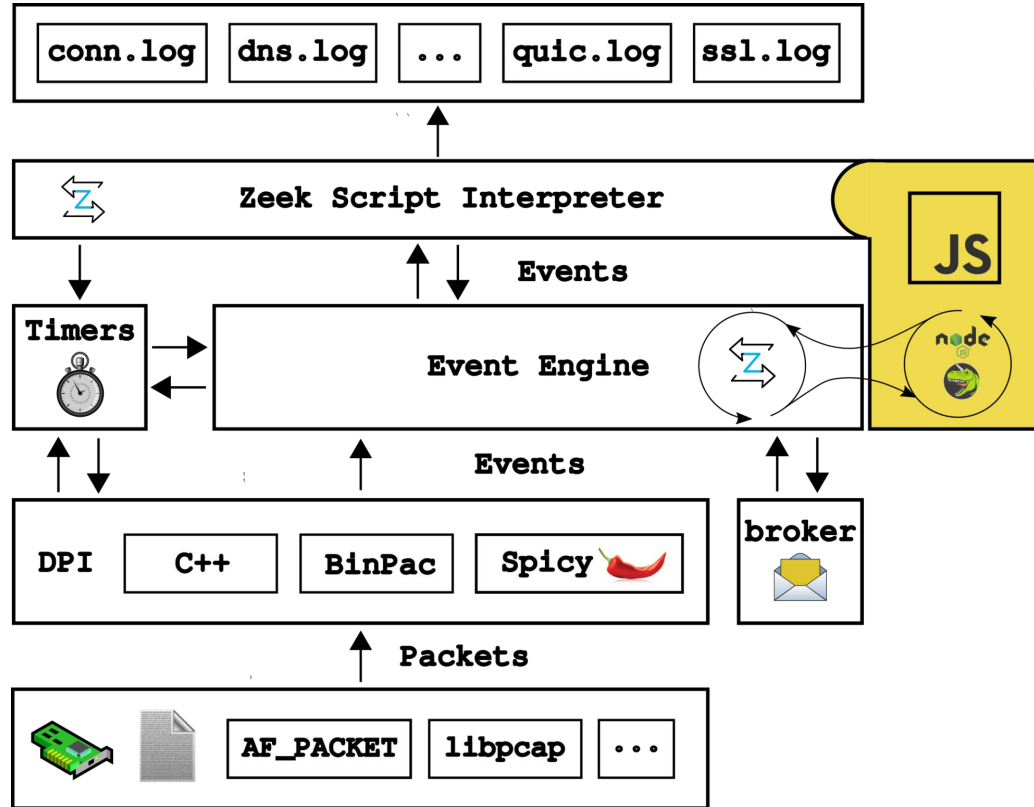 conn.log dns.log ... quic.log ssl.log
Z Zeek Script Interpreter
JS
Events
Timers
Event Engine Z
node
JS
Events
DPI C++ BinPac Spicy
broker
Packets
AF_PACKET libpcap ...